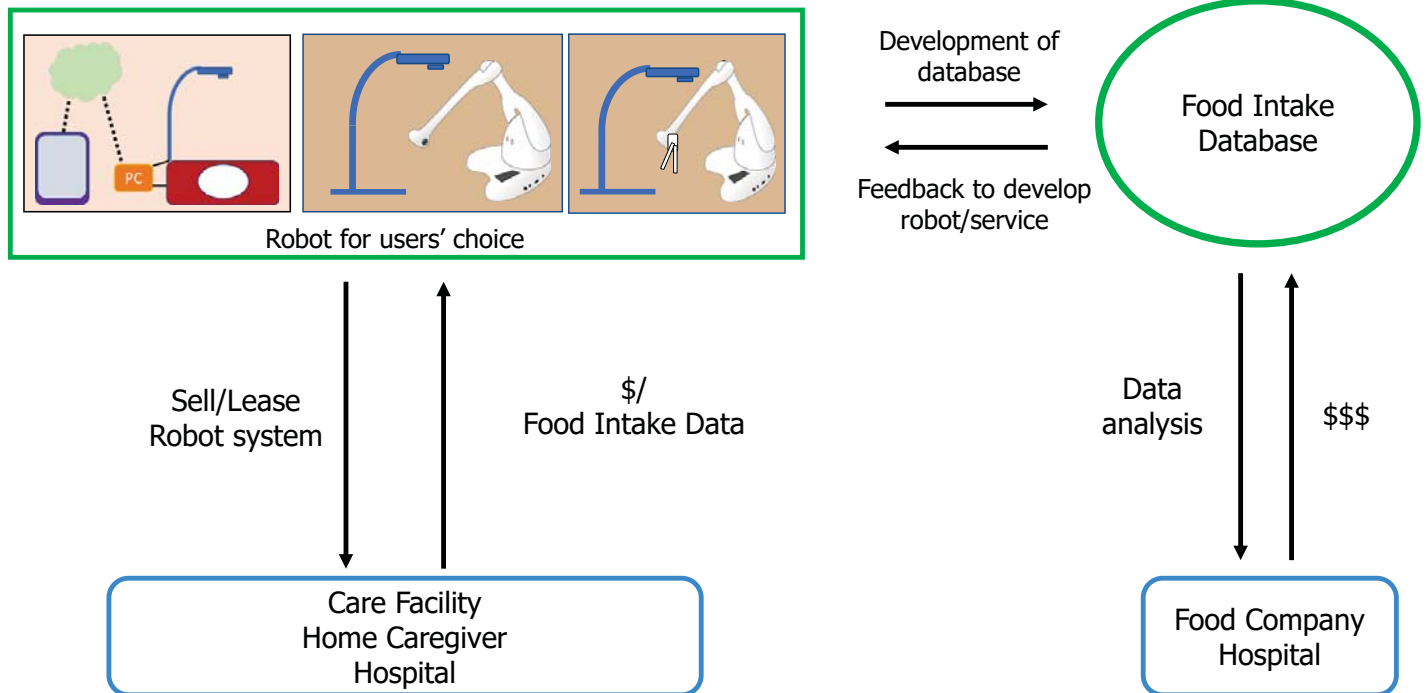 PC
Robot for users’ choice
Development of
database
Feedback to develop
robot/service
Food Intake
Database
Sell/Lease
Robot system
$/
Food Intake Data
Data
analysis
$$$
Care Facility
Home Caregiver
Hospital
Food Company
Hospital